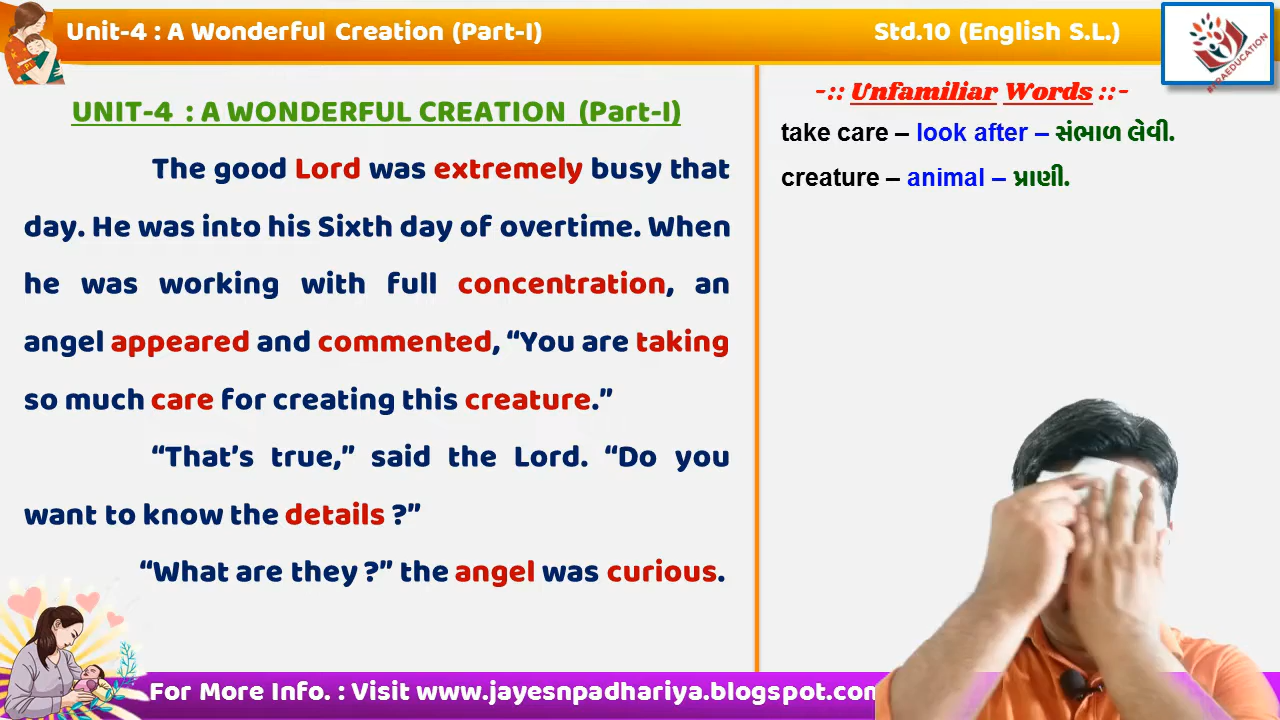 Unit-4 : A Wonderful Creation (Part-I)
Std.10 (English S.L.)
UNIT-4 : A WONDERFUL CREATION (Part-I)
The good Lord was extremely busy that
day. He was into his Sixth day of overtime. When
he was working with full concentration, an
angel appeared and commented, “You are taking
so much care for creating this creature.”
“That’s true,” said the Lord. “Do you
want to know the details ?”
“What are they ?” the angel was curious.
-:: Unfamiliar Words ::-
take care – look after – સંભાળ લેવી.
creature – animal – પ્રાણી.
For More Info. : Visit www.jayesnpadhariya.blogspot.com